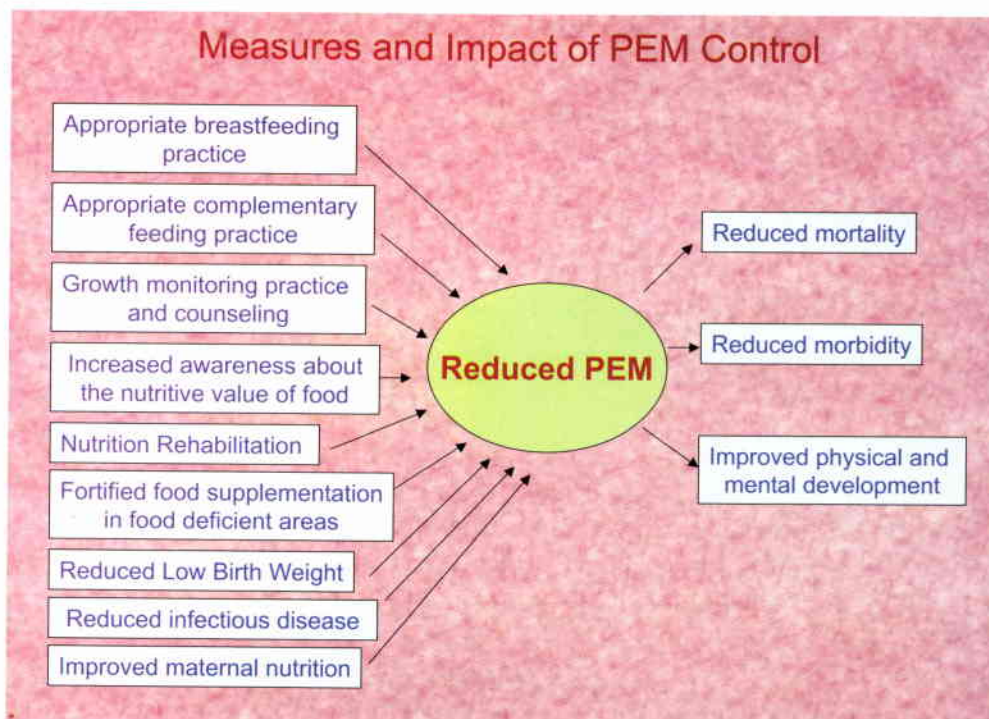 Measures and Impact of PEM Control
Appropriate breastfeeding
practice
Appropriate complementary
feeding practice
Growth monitoring practice
and counseling
Increased awareness about
the nutritive value of food
Nutrition Rehabilitation
Fortified food supplementation
in food deficient areas
Reduced Low Birth Weight
Reduced infectious disease
Improved maternal nutrition
Reduced PEM
Reduced mortality
Reduced morbidity
Improved physical and
mental development